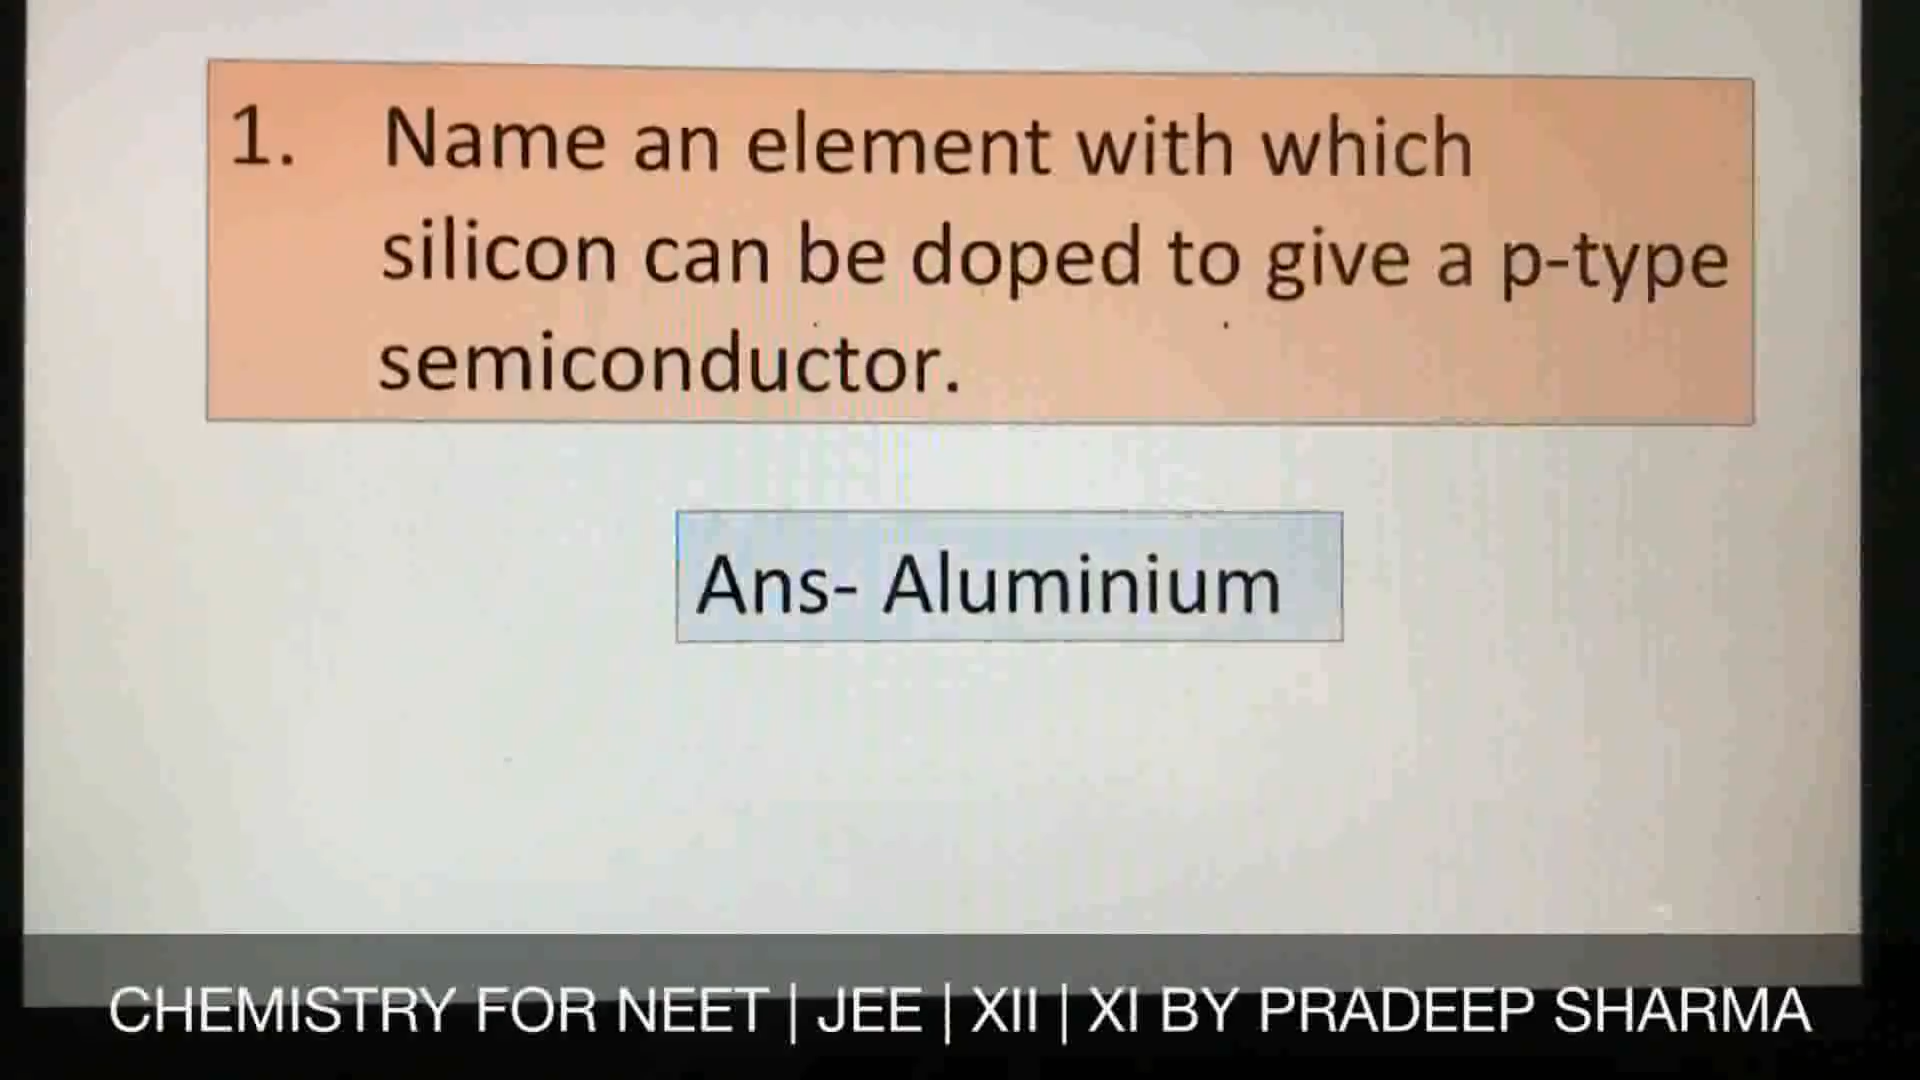 1. Name an element with which
silicon can be doped to give a p-type
semiconductor.
Ans- Aluminium
CHEMISTRY FOR NEET | JEE | XII | XI BY PRADEEP SHARMA